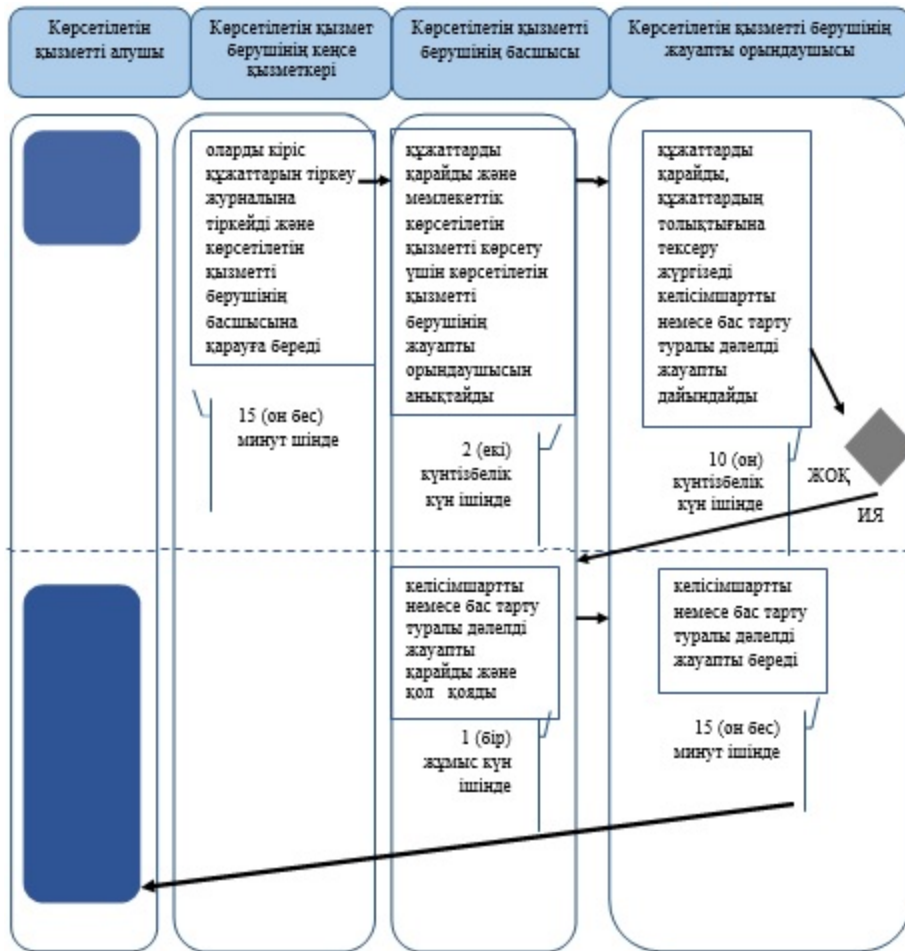 Көрсетілетін
қызметті алушы
Көрсетілетін қызмет
берушінің кеңсе
қызметкері
Көрсетілетін қызметті
берушінің басшысы
Көрсетілетін қызметті берушінің
жауапты орындаушысы
оларды кіріс
құжаттарын тіркеу
журналына
тіркейді және
көрсетілетін
қызметті
берушінің
басшысына
қарауға береді
15 (он бес)
минут шінде
құжаттарды
қарайды және
мемлекеттік
көрсетілетін
қызметті көрсету
үшін көрсетілетін
қызметті
берушінің
жауапты
орындаушысын
анықтайды
2 (екі)
күнтізбелік
күн ішінде
құжаттарды
қарайды,
құжаттардың
толықтығына
тексеру
жүргізеді
келісімшартты
немесе бас тарту
туралы дәлелді
жауапты
дайындайды
10 (он)
күнтізбелік
күн ішінде
ЖОҚ
ИЯ
келісімшартты
немесе бас тарту
туралы дәлелді
жауапты
қарайды және
қол қояды
1 (бір)
жұмыс күн
ішінде
келісімшартты
немесе бас тарту
туралы дәлелді
жауапты береді
15 (он бес)
минут ішінде